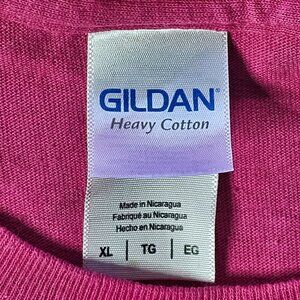 GILDAN®
Heavy Cotton
Made in Nicaragua
Fabriqué au Nicaragua
Hecho en Nicaragua
XL | TG | EG